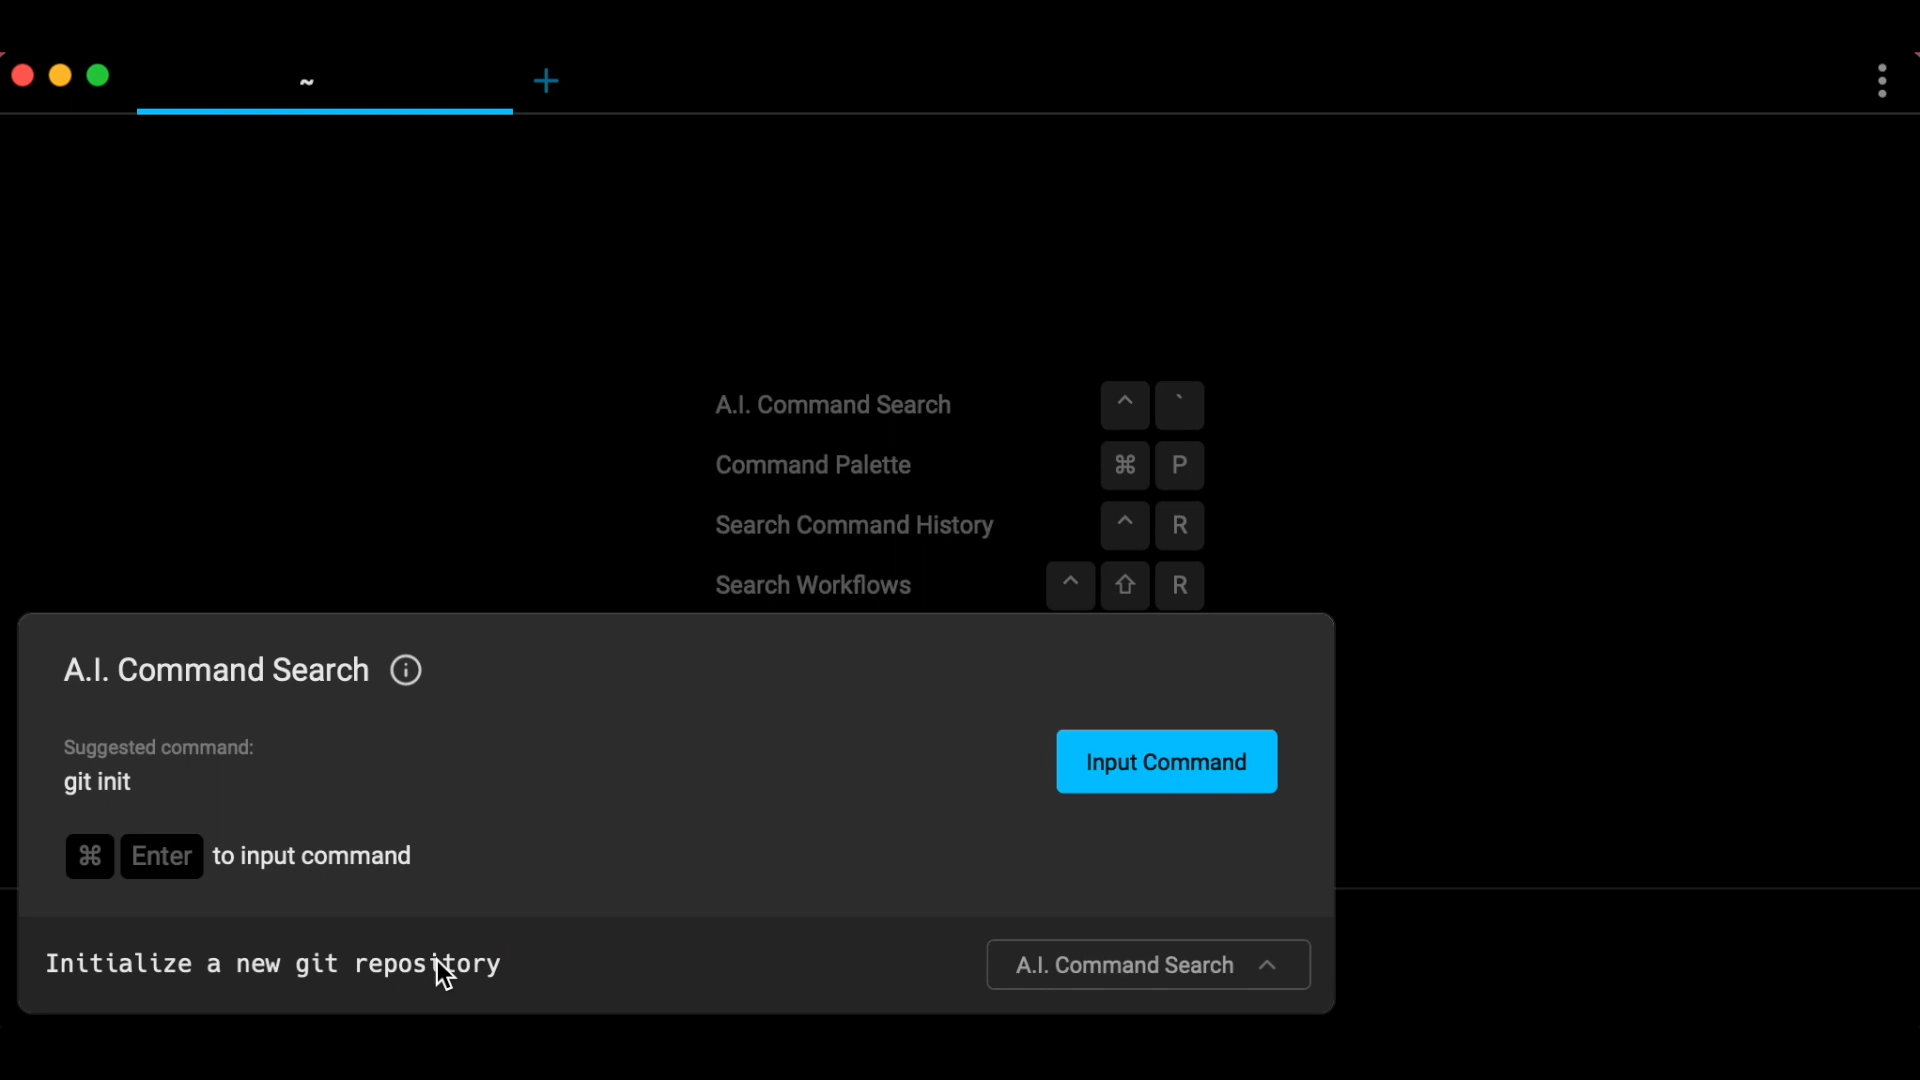 ~ +
A.I. Command Search ^ `
Command Palette ⌘ P
Search Command History ^ R
Search Workflows ^ ⇧ R
A.I. Command Search
Suggested command:
git init
Input Command
⌘ Enter to input command
Initialize a new git repository
A.I. Command Search